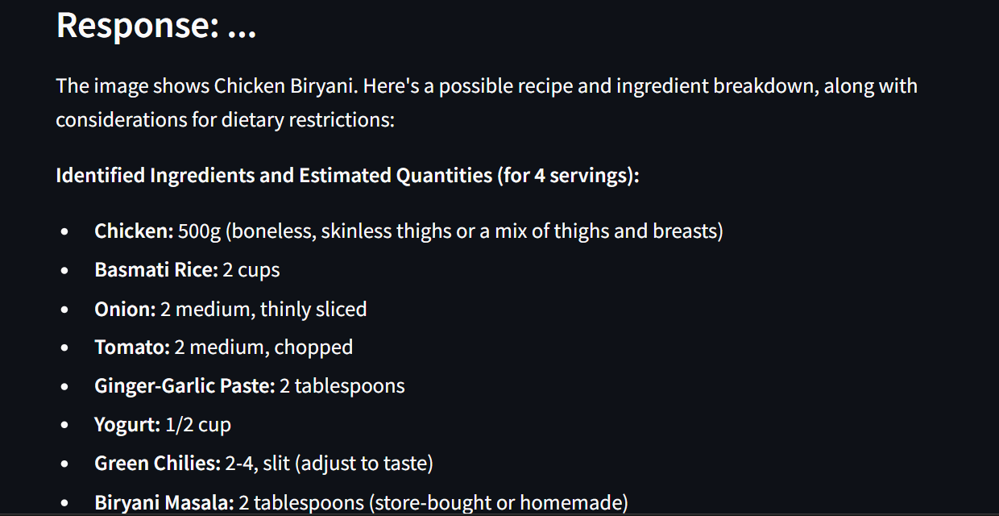 Response: ...
The image shows Chicken Biryani. Here's a possible recipe and ingredient breakdown, along with
considerations for dietary restrictions:
Identified Ingredients and Estimated Quantities (for 4 servings):
• Chicken: 500g (boneless, skinless thighs or a mix of thighs and breasts)
• Basmati Rice: 2 cups
• Onion: 2 medium, thinly sliced
• Tomato: 2 medium, chopped
• Ginger-Garlic Paste: 2 tablespoons
• Yogurt: 1/2 cup
• Green Chilies: 2-4, slit (adjust to taste)
• Biryani Masala: 2 tablespoons (store-bought or homemade)